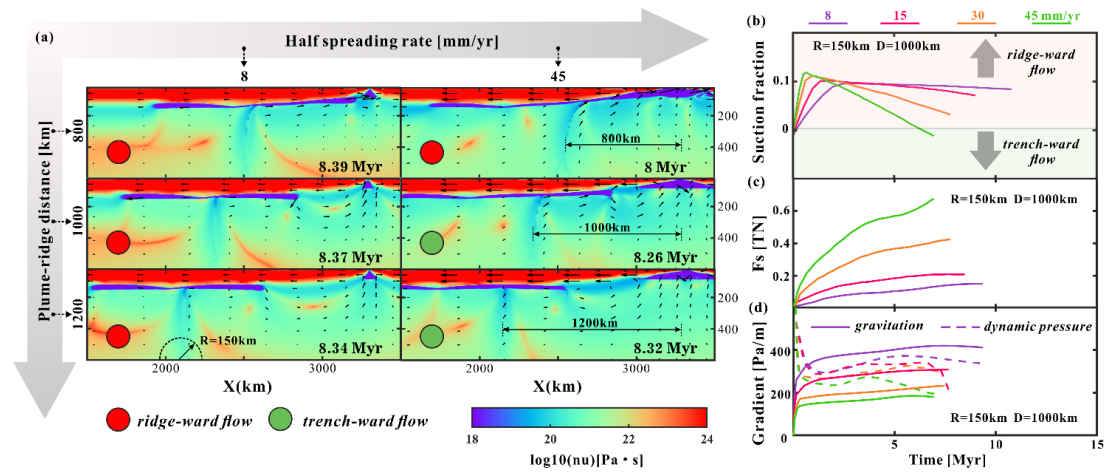 (a)
Half spreading rate [mm/yr]
8
45
Plume-ridge distance [km]
800
1000
1200
8.39 Myr
800km
8 Myr
200
400
8.37 Myr
1000km
8.26 Myr
200
400
R=150km
8.34 Myr
1200km
8.32 Myr
200
400
2000
3000
2000
3000
X(km)
X(km)
ridge-ward flow
trench-ward flow
18
20
22
24
log10(nu)[Pa · s]
(b)
8
15
30
45 mm/yr
R=150km D=1000km
ridge-ward flow
trench-ward flow
Suction fraction
0.1
0
(c)
R=150km D=1000km
Fs [TN]
0.6
0.4
0.2
(d)
gravitation
dynamic pressure
Gradient [Pa/m]
400
200
0
R=150km D=1000km
0
5
10
15
Time [Myr]